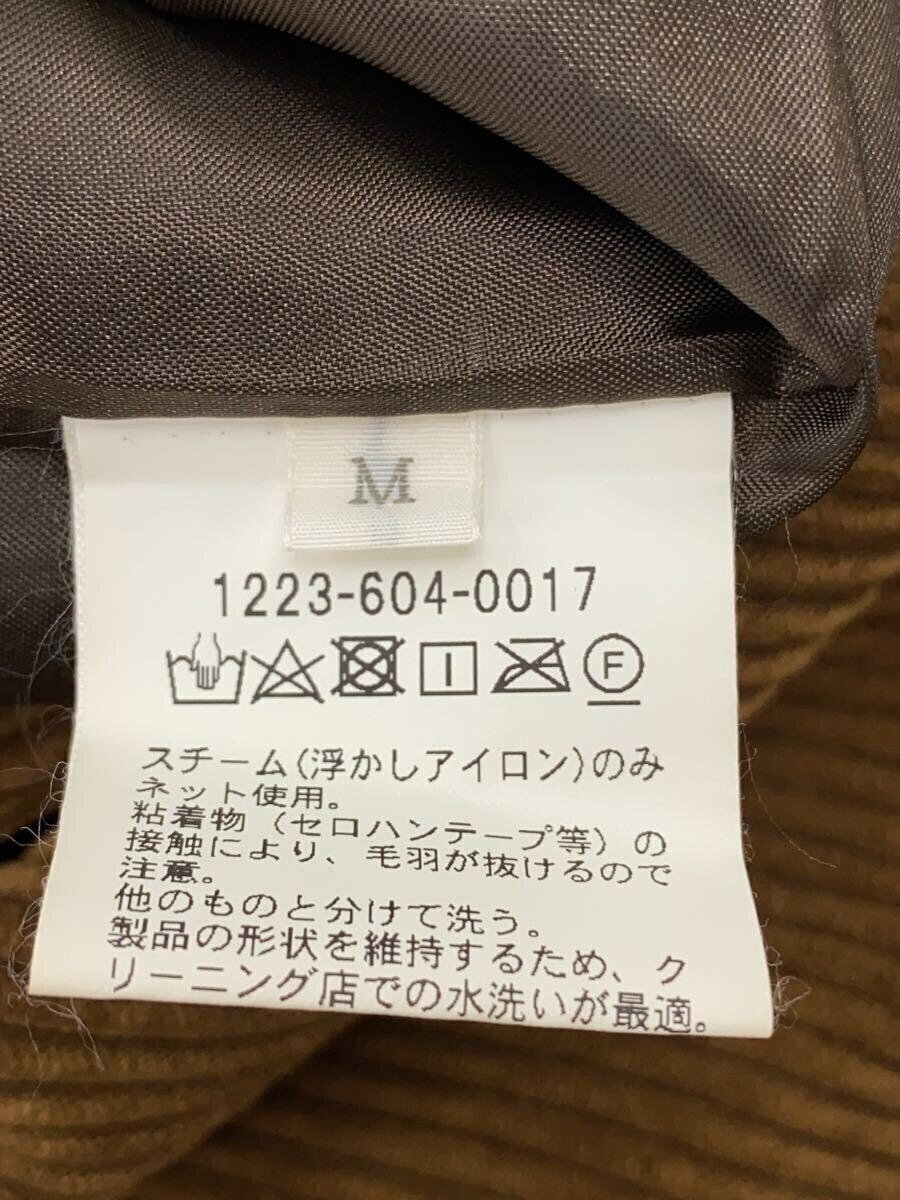 M
1223-604-0017
F
スチーム(浮かしアイロン)のみ
ネット使用。
粘着物(セロハンテープ等)の
接触により、毛羽が抜けるので
注意。
他のものと分けて洗う。
製品の形状を維持するため、ク
リーニング店での水洗いが最適。